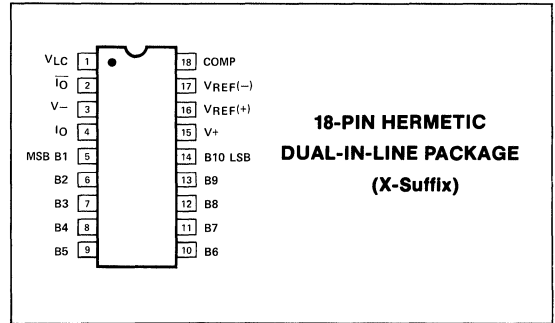 VLC 1 18 COMP
I̅O̅ 2 17 VREF(−)
V− 3 16 VREF(+)
IO 4 15 V+
MSB B1 5 14 B10 LSB
B2 6 13 B9
B3 7 12 B8
B4 8 11 B7
B5 9 10 B6
18-PIN HERMETIC
DUAL-IN-LINE PACKAGE
(X-Suffix)